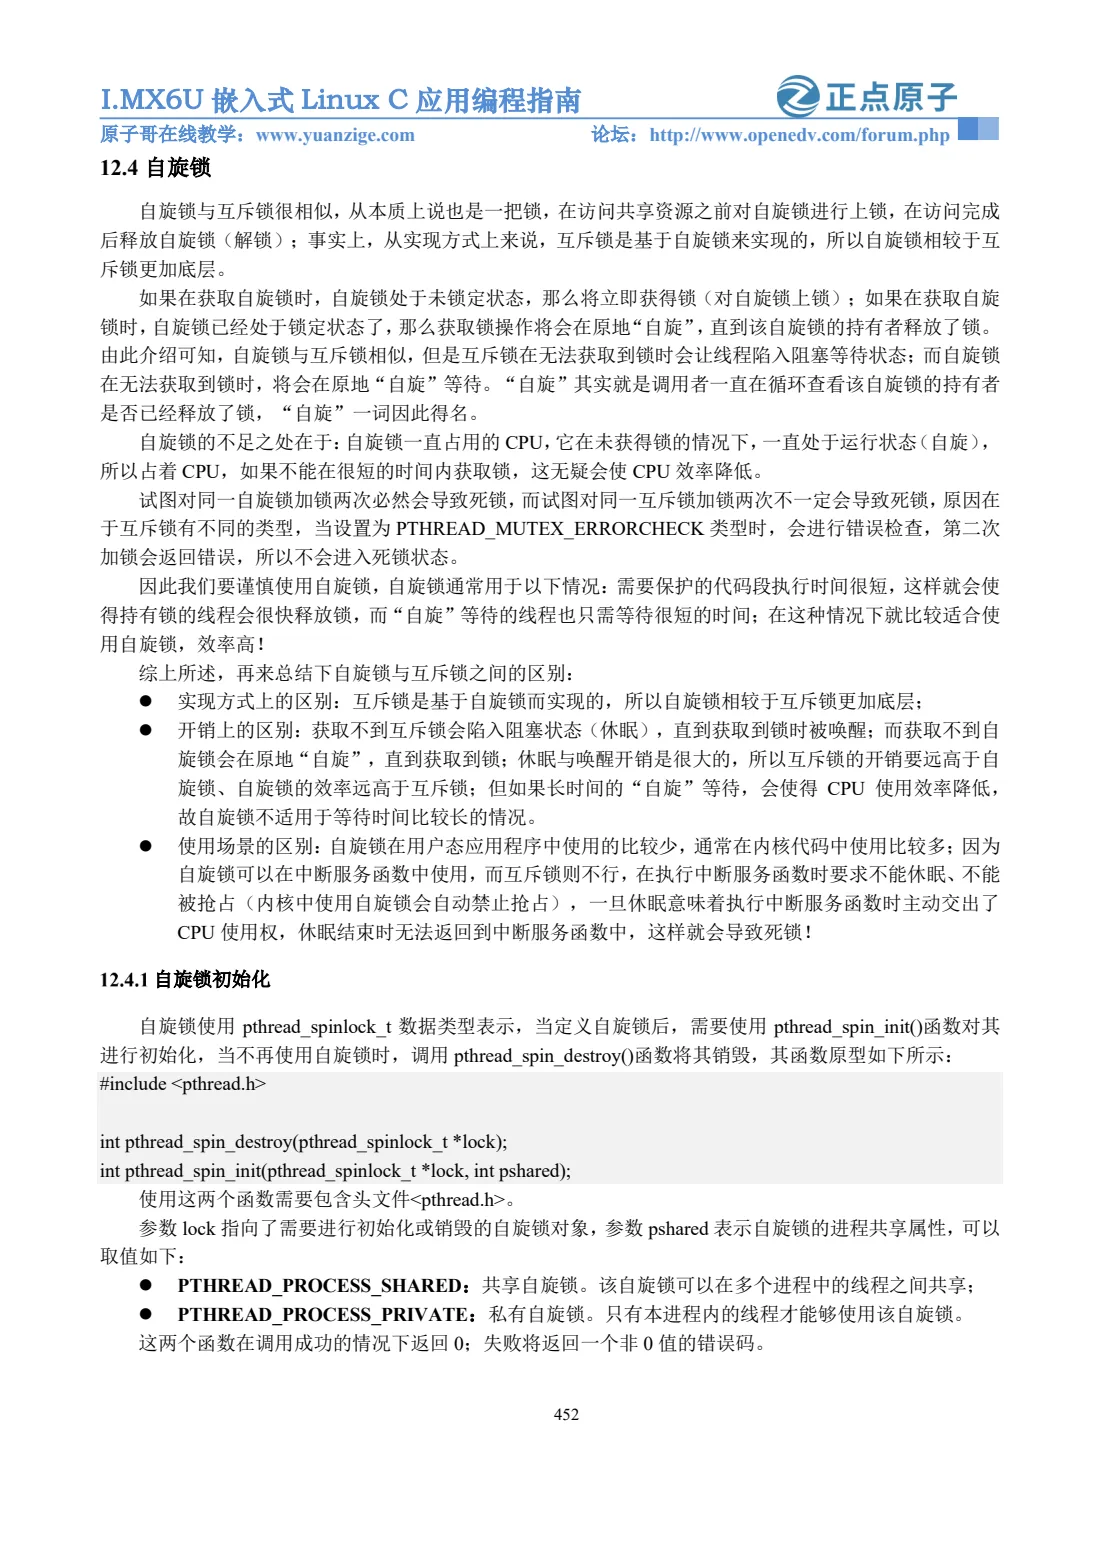 I.MX6U 嵌入式 Linux C 应用编程指南
正点原子
原子哥在线教学：www.yuanzige.com
论坛：http://www.openedv.com/forum.php
12.4 自旋锁
自旋锁与互斥锁很相似，从本质上说也是一把锁，在访问共享资源之前对自旋锁进行上锁，在访问完成
后释放自旋锁（解锁）；事实上，从实现方式上来说，互斥锁是基于自旋锁来实现的，所以自旋锁相较于互
斥锁更加底层。
如果在获取自旋锁时，自旋锁处于未锁定状态，那么将立即获得锁（对自旋锁上锁）；如果在获取自旋
锁时，自旋锁已经处于锁定状态了，那么获取锁操作将会在原地“自旋”，直到该自旋锁的持有者释放了锁。
由此介绍可知，自旋锁与互斥锁相似，但是互斥锁在无法获取到锁时会让线程陷入阻塞等待状态；而自旋锁
在无法获取到锁时，将会在原地“自旋”等待。“自旋”其实就是调用者一直在循环查看该自旋锁的持有者
是否已经释放了锁，“自旋”一词因此得名。
自旋锁的不足之处在于：自旋锁一直占用的 CPU，它在未获得锁的情况下，一直处于运行状态（自旋），
所以占着 CPU，如果不能在很短的时间内获取锁，这无疑会使 CPU 效率降低。
试图对同一自旋锁加锁两次必然会导致死锁，而试图对同一互斥锁加锁两次不一定会导致死锁，原因在
于互斥锁有不同的类型，当设置为 PTHREAD_MUTEX_ERRORCHECK 类型时，会进行错误检查，第二次
加锁会返回错误，所以不会进入死锁状态。
因此我们要谨慎使用自旋锁，自旋锁通常用于以下情况：需要保护的代码段执行时间很短，这样就会使
得持有锁的线程会很快释放锁，而“自旋”等待的线程也只需等待很短的时间；在这种情况下就比较适合使
用自旋锁，效率高！
综上所述，再来总结下自旋锁与互斥锁之间的区别：
● 实现方式上的区别：互斥锁是基于自旋锁而实现的，所以自旋锁相较于互斥锁更加底层；
● 开销上的区别：获取不到互斥锁会陷入阻塞状态（休眠），直到获取到锁时被唤醒；而获取不到自
旋锁会在原地“自旋”，直到获取到锁；休眠与唤醒开销是很大的，所以互斥锁的开销要远高于自
旋锁、自旋锁的效率远高于互斥锁；但如果长时间的“自旋”等待，会使得 CPU 使用效率降低，
故自旋锁不适用于等待时间比较长的情况。
● 使用场景的区别：自旋锁在用户态应用程序中使用的比较少，通常在内核代码中使用比较多；因为
自旋锁可以在中断服务函数中使用，而互斥锁则不行，在执行中断服务函数时要求不能休眠、不能
被抢占（内核中使用自旋锁会自动禁止抢占），一旦休眠意味着执行中断服务函数时主动交出了
CPU 使用权，休眠结束时无法返回到中断服务函数中，这样就会导致死锁！
12.4.1 自旋锁初始化
自旋锁使用 pthread_spinlock_t 数据类型表示，当定义自旋锁后，需要使用 pthread_spin_init()函数对其
进行初始化，当不再使用自旋锁时，调用 pthread_spin_destroy()函数将其销毁，其函数原型如下所示：
#include <pthread.h>
int pthread_spin_destroy(pthread_spinlock_t *lock);
int pthread_spin_init(pthread_spinlock_t *lock, int pshared);
使用这两个函数需要包含头文件<pthread.h>。
参数 lock 指向了需要进行初始化或销毁的自旋锁对象，参数 pshared 表示自旋锁的进程共享属性，可以
取值如下：
● PTHREAD_PROCESS_SHARED：共享自旋锁。该自旋锁可以在多个进程中的线程之间共享；
● PTHREAD_PROCESS_PRIVATE：私有自旋锁。只有本进程内的线程才能够使用该自旋锁。
这两个函数在调用成功的情况下返回 0；失败将返回一个非 0 值的错误码。
452